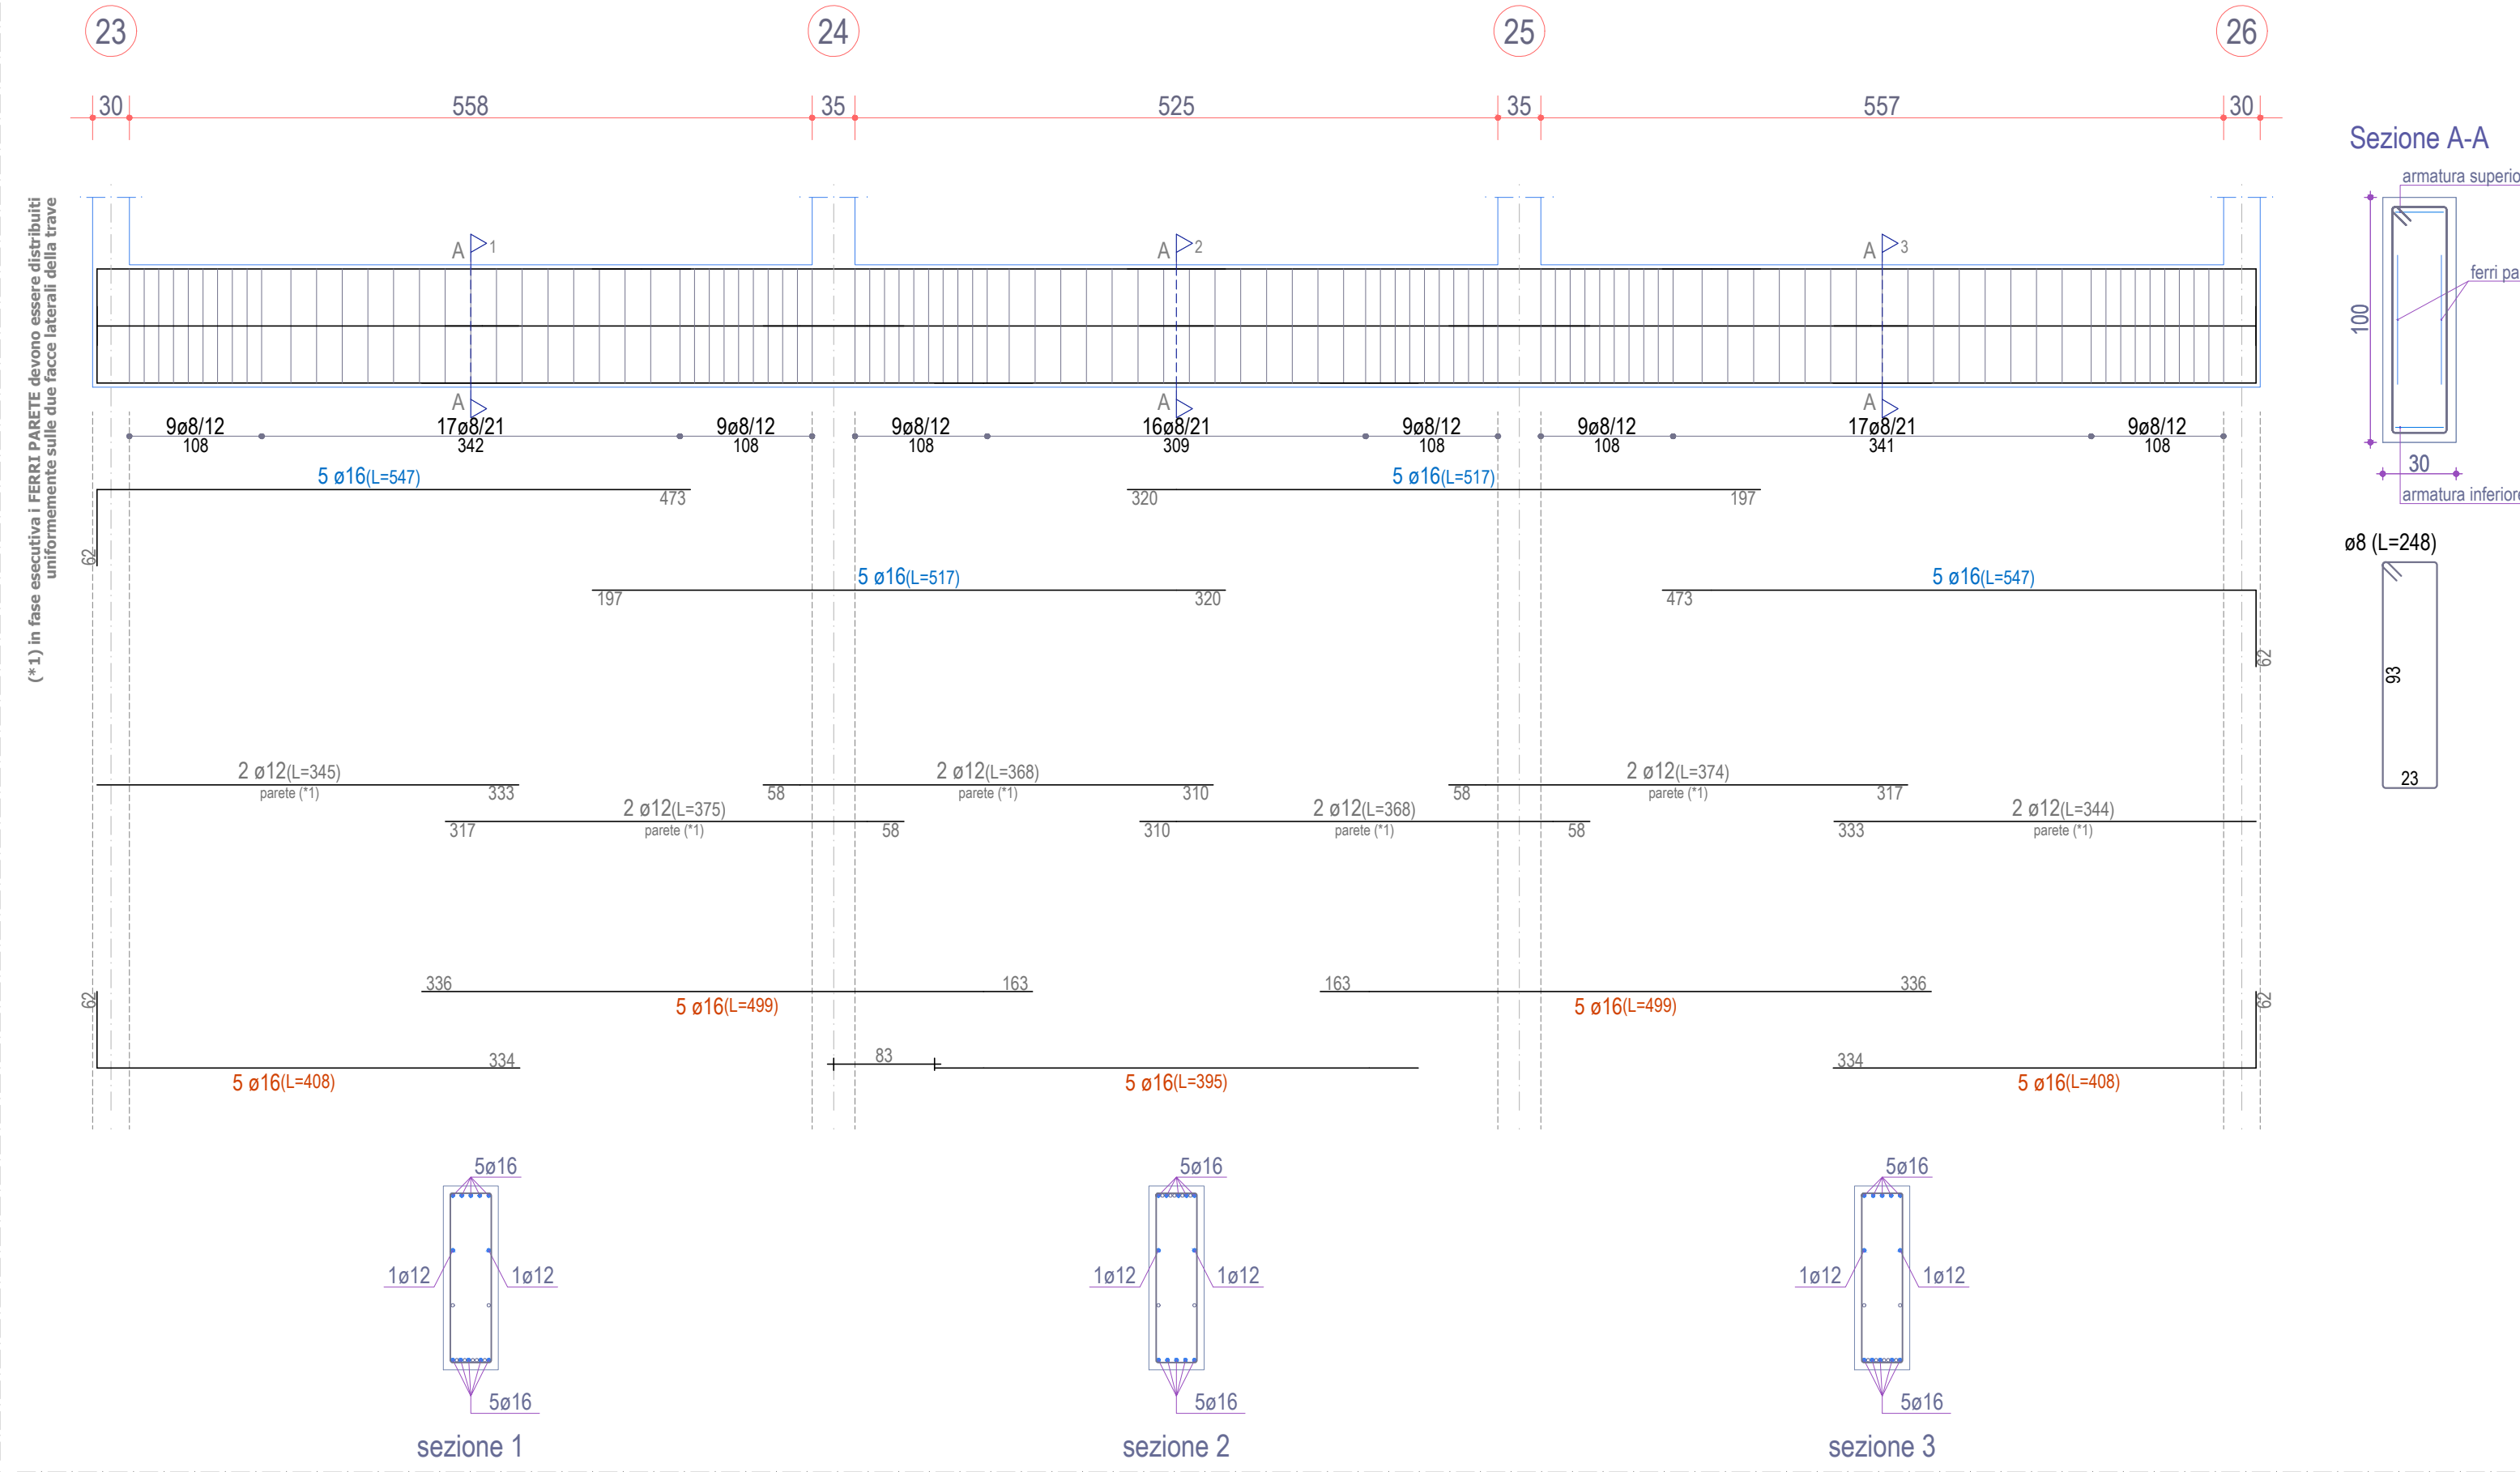 23
24
25
26
30
558
35
525
35
557
30
Sezione A-A
armatura superio
ferri pa
100
30
armatura inferiore
(*1) in fase esecutiva i FERRI PARETE devono essere distribuiti
uniformemente sulle due facce laterali della trave
A
1
A
2
A
3
A
A
A
9ø8/12
17ø8/21
9ø8/12
9ø8/12
16ø8/21
9ø8/12
9ø8/12
17ø8/21
9ø8/12
108
342
108
108
309
108
108
341
108
5 ø16(L=547)
473
62
5 ø16(L=517)
320
197
5 ø16(L=517)
197
320
5 ø16(L=547)
473
62
ø8 (L=248)
93
23
2 ø12(L=345)
parete (*1)
333
2 ø12(L=368)
58
parete (*1)
310
2 ø12(L=374)
58
parete (*1)
317
2 ø12(L=375)
317
parete (*1)
58
2 ø12(L=368)
310
parete (*1)
58
2 ø12(L=344)
333
parete (*1)
336
163
5 ø16(L=499)
163
336
5 ø16(L=499)
62
334
5 ø16(L=408)
83
5 ø16(L=395)
62
334
5 ø16(L=408)
5ø16
1ø12
1ø12
5ø16
sezione 1
5ø16
1ø12
1ø12
5ø16
sezione 2
5ø16
1ø12
1ø12
5ø16
sezione 3